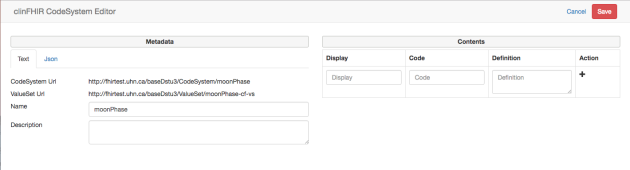 clinFHIR CodeSystem Editor
Cancel
Save
Metadata
Text
Json
CodeSystem Url
http://fhirtest.uhn.ca/baseDstu3/CodeSystem/moonPhase
ValueSet Url
http://fhirtest.uhn.ca/baseDstu3/ValueSet/moonPhase-cf-vs
Name
moonPhase
Description
Contents
Display Code Definition Action
Display Code Definition +